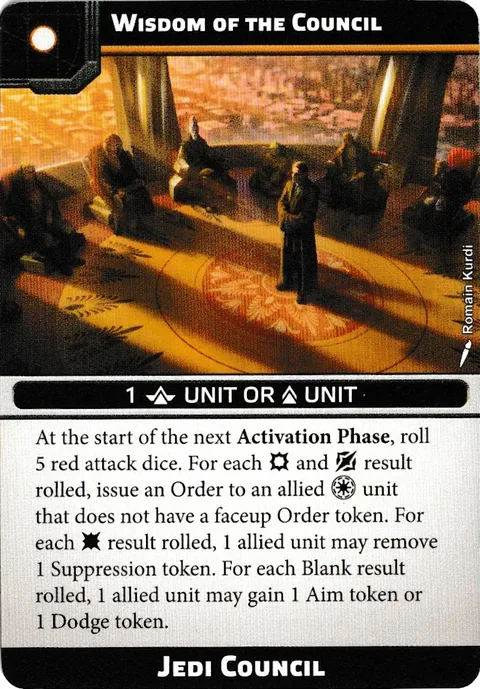 Wisdom of the Council
Romain Kurdi
1 UNIT OR UNIT
At the start of the next Activation Phase, roll
5 red attack dice. For each and result
rolled, issue an Order to an allied unit
that does not have a faceup Order token. For
each result rolled, 1 allied unit may remove
1 Suppression token. For each Blank result
rolled, 1 allied unit may gain 1 Aim token or
1 Dodge token.
Jedi Council